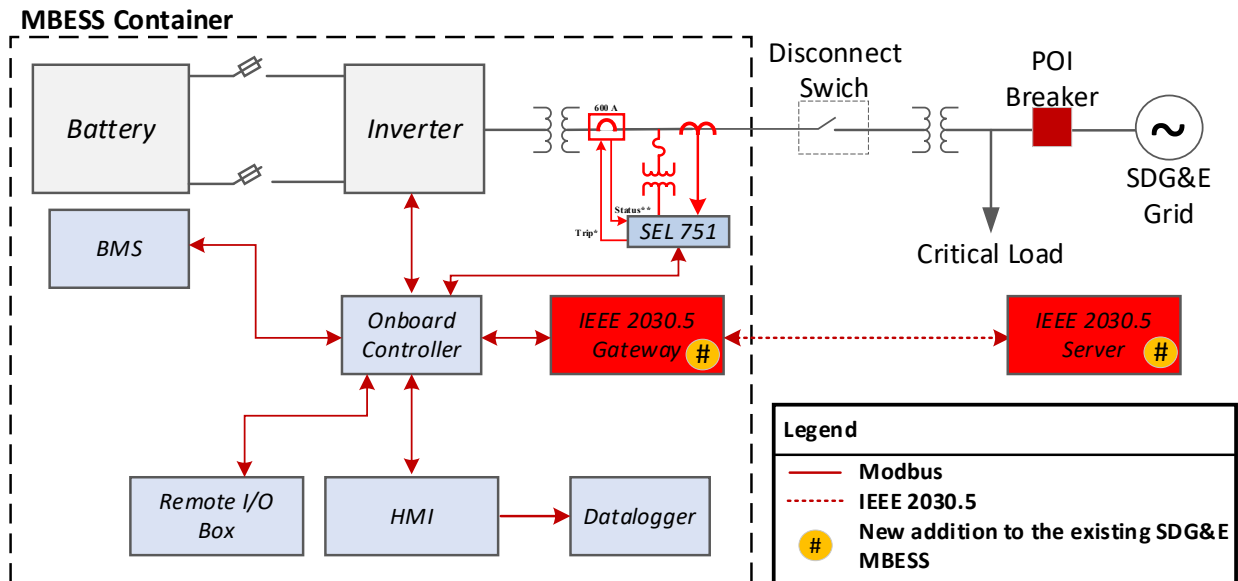 MBESS Container
Battery
Inverter
600 A
Disconnect
Swich
POI
Breaker
~
SDG&E
Grid
Status**
Trip*
SEL 751
BMS
Critical Load
Onboard
Controller
IEEE 2030.5
Gateway
#
IEEE 2030.5
Server
#
Remote I/O
Box
HMI
Datalogger
Legend
Modbus
IEEE 2030.5
# New addition to the existing SDG&E
MBESS